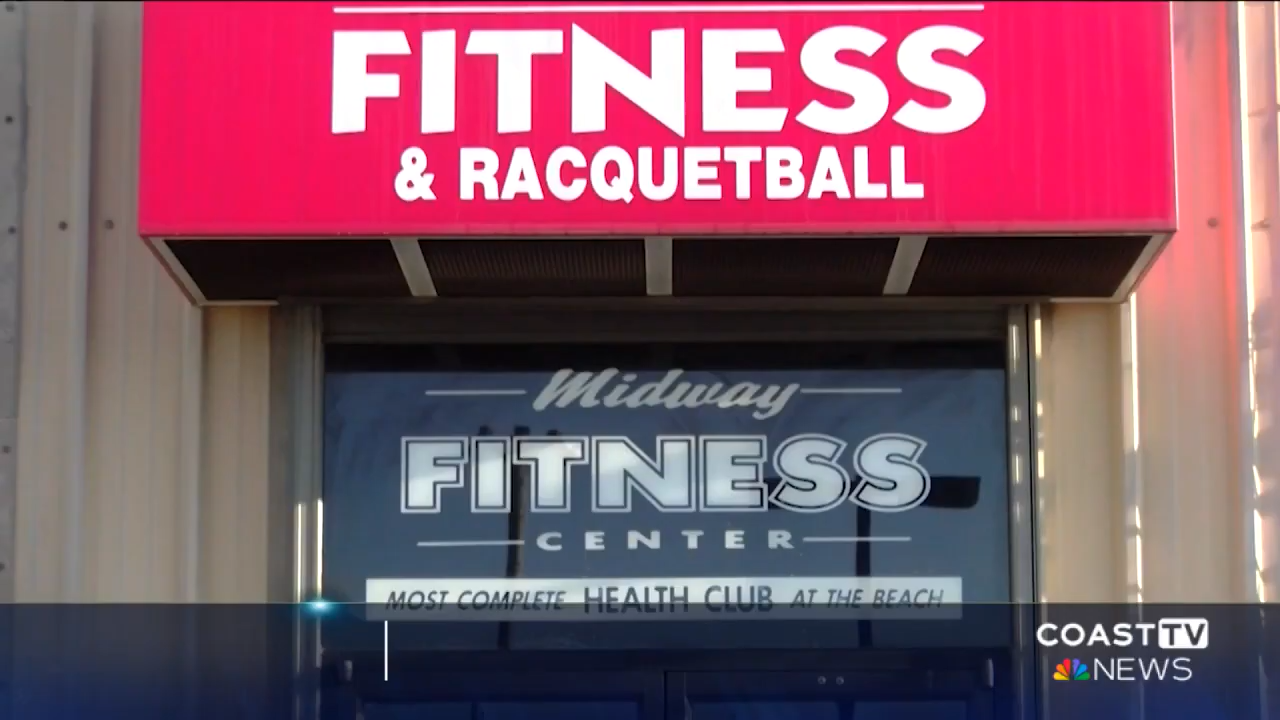 FITNESS
& RACQUETBALL
Midway
FITNESS
CENTER
MOST COMPLETE HEALTH CLUB AT THE BEACH
COAST TV
NEWS